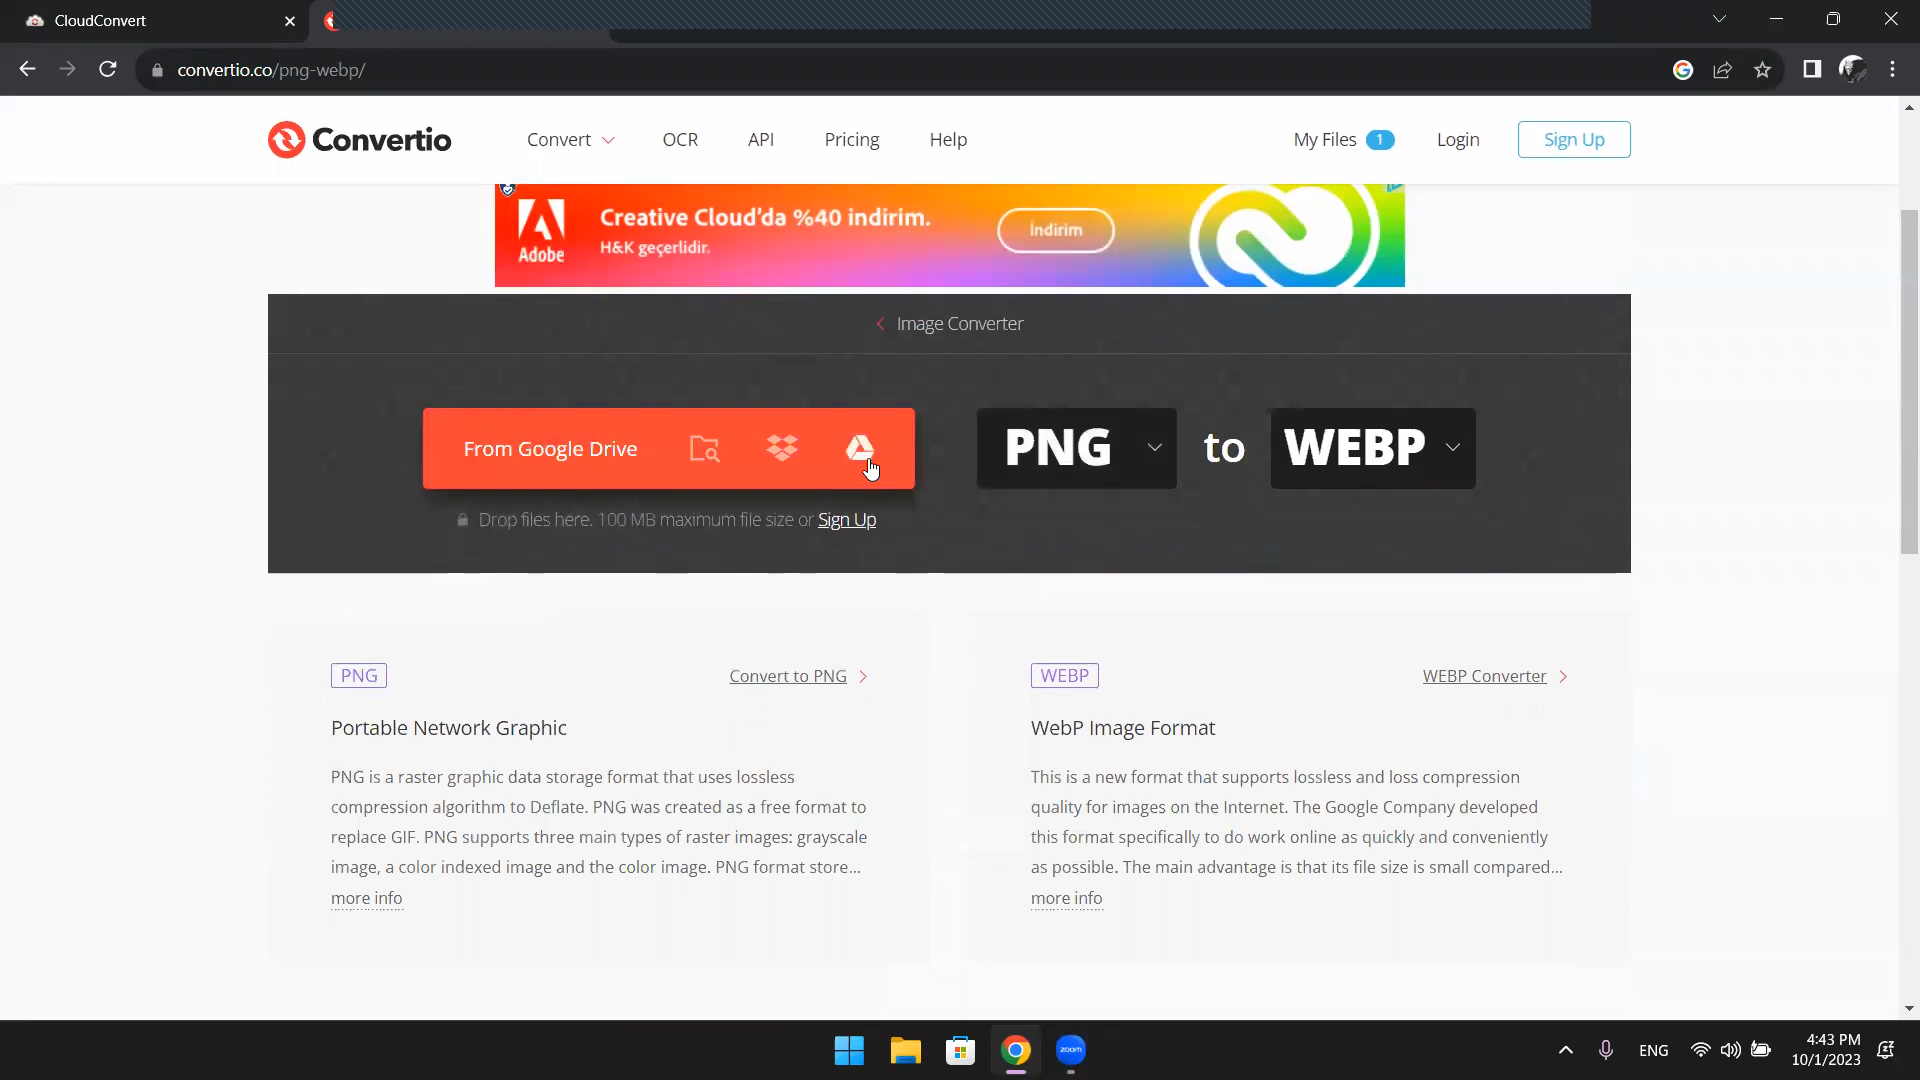 CloudConvert
convertio.co/png-webp/
Convertio
Convert
OCR
API
Pricing
Help
My Files 1
Login
Sign Up
Adobe
Creative Cloud'da %40 indirim.
H&K geçerlidir.
İndirim
Image Converter
From Google Drive
PNG to WEBP
Drop files here. 100 MB maximum file size or Sign Up
PNG
Convert to PNG
Portable Network Graphic
PNG is a raster graphic data storage format that uses lossless
compression algorithm to Deflate. PNG was created as a free format to
replace GIF. PNG supports three main types of raster images: grayscale
image, a color indexed image and the color image. PNG format store...
more info
WEBP
WEBP Converter
WebP Image Format
This is a new format that supports lossless and loss compression
quality for images on the Internet. The Google Company developed
this format specifically to do work online as quickly and conveniently
as possible. The main advantage is that its file size is small compared...
more info
zoom
ENG
4:43 PM
10/1/2023